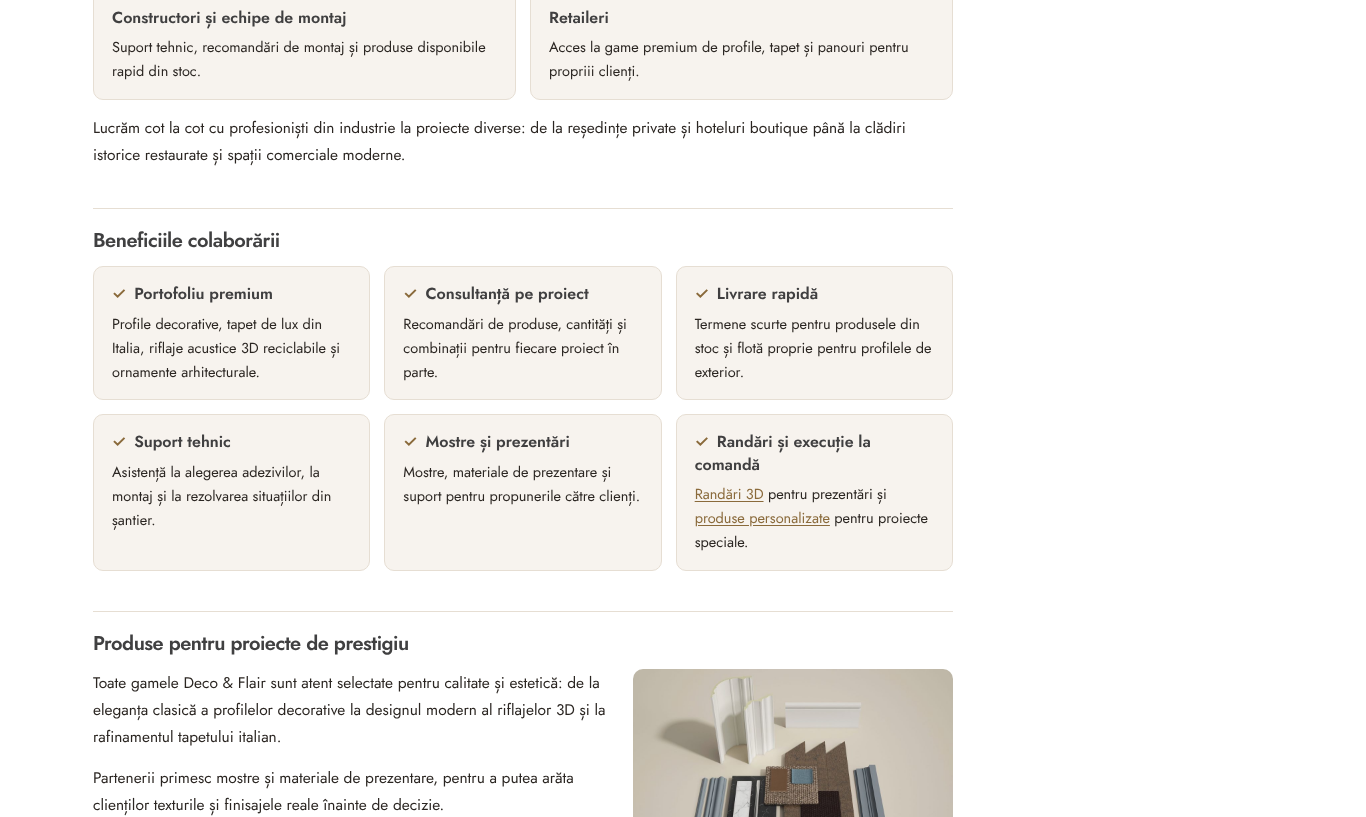 Constructori și echipe de montaj
Suport tehnic, recomandări de montaj și produse disponibile
rapid din stoc.
Retaileri
Acces la game premium de profile, tapet și panouri pentru
propriii clienți.
Lucrăm cot la cot cu profesioniști din industrie la proiecte diverse: de la reședințe private și hoteluri boutique până la clădiri
istorice restaurate și spații comerciale moderne.
Beneficiile colaborării
Portofoliu premium
Profile decorative, tapet de lux din
Italia, riflaje acustice 3D reciclabile și
ornamente arhitecturale.
Consultanță pe proiect
Recomandări de produse, cantități și
combinații pentru fiecare proiect în
parte.
Livrare rapidă
Termene scurte pentru produsele din
stoc și flotă proprie pentru profilele de
exterior.
Suport tehnic
Asistență la alegerea adezivilor, la
montaj și la rezolvarea situațiilor din
șantier.
Mostre și prezentări
Mostre, materiale de prezentare și
suport pentru propunerile către clienți.
Randări și execuție la
comandă
Randări 3D pentru prezentări și
produse personalizate pentru proiecte
speciale.
Produse pentru proiecte de prestigiu
Toate gamele Deco & Flair sunt atent selectate pentru calitate și estetică: de la
eleganța clasică a profilelor decorative la designul modern al riflajelor 3D și la
rafinamentul tapetului italian.
Partenerii primesc mostre și materiale de prezentare, pentru a putea arăta
clienților texturile și finisajele reale înainte de decizie.